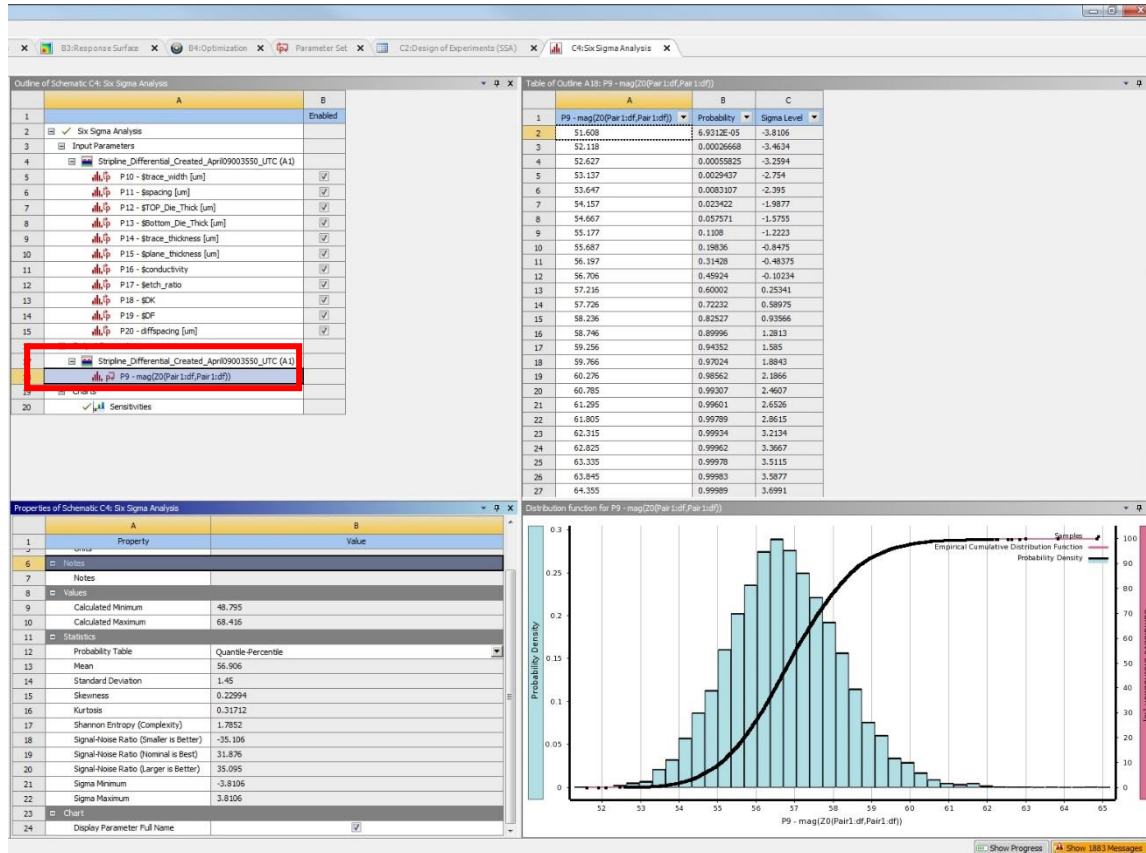 B3:Response Surface B4:Optimization Parameter Set C2:Design of Experiments (SSA) C4:Six Sigma Analysis
Outline of Schematic C4: Six Sigma Analysis
A B
1 Enabled
2 Six Sigma Analysis
3 Input Parameters
4 Stripline_Differential_Created_April09003550_UTC (A1)
5 P10 - $trace_width [um]
6 P11 - $spacing [um]
7 P12 - $TOP_Die_Thick [um]
8 P13 - $Bottom_Die_Thick [um]
9 P14 - $trace_thickness [um]
10 P15 - $plane_thickness [um]
11 P16 - $conductivity
12 P17 - $etch_ratio
13 P18 - $DK
14 P19 - $DF
15 P20 - diffspacing [um]
Stripline_Differential_Created_April09003550_UTC (A1)
P9 - mag(Z0(Pair1:df,Pair1:df))
19 Charts
20 Sensitivities
Table of Outline A18: P9 - mag(Z0(Pair1:df,Pair1:df))
A B C
1 P9 - mag(Z0(Pair1:df,Pair1:df)) Probability Sigma Level
2 51.608 6.9312E-05 -3.8106
3 52.118 0.00026668 -3.4634
4 52.627 0.00055825 -3.2594
5 53.137 0.0029437 -2.754
6 53.647 0.0083107 -2.395
7 54.157 0.023422 -1.9877
8 54.667 0.057571 -1.5755
9 55.177 0.1108 -1.2223
10 55.687 0.19836 -0.8475
11 56.197 0.31428 -0.48375
12 56.706 0.45924 -0.10234
13 57.216 0.60002 0.25341
14 57.726 0.72232 0.58975
15 58.236 0.82527 0.93566
16 58.746 0.89996 1.2813
17 59.256 0.94352 1.585
18 59.766 0.97024 1.8843
19 60.276 0.98562 2.1866
20 60.785 0.99307 2.4607
21 61.295 0.99601 2.6526
22 61.805 0.99789 2.8615
23 62.315 0.99934 3.2134
24 62.825 0.99962 3.3667
25 63.335 0.99978 3.5115
26 63.845 0.99983 3.5877
27 64.355 0.99989 3.6991
Properties of Schematic C4: Six Sigma Analysis
A B
1 Property Value
6 Notes
7 Notes
8 Values
9 Calculated Minimum 48.795
10 Calculated Maximum 68.416
11 Statistics
12 Probability Table Quantile-Percentile
13 Mean 56.906
14 Standard Deviation 1.45
15 Skewness 0.22994
16 Kurtosis 0.31712
17 Shannon Entropy (Complexity) 1.7852
18 Signal-Noise Ratio (Smaller is Better) -35.106
19 Signal-Noise Ratio (Nominal is Best) 31.876
20 Signal-Noise Ratio (Larger is Better) 35.095
21 Sigma Minimum -3.8106
22 Sigma Maximum 3.8106
23 Chart
24 Display Parameter Full Name
Distribution function for P9 - mag(Z0(Pair1:df,Pair1:df))
Samples
Empirical Cumulative Distribution Function
Probability Density
Probability Density
0.3
0.25
0.2
0.15
0.1
0.05
0
100
90
80
70
60
50
40
30
20
10
0
52 53 54 55 56 57 58 59 60 61 62 63 64 65
P9 - mag(Z0(Pair1:df,Pair1:df))
Show Progress Show 1883 Messages